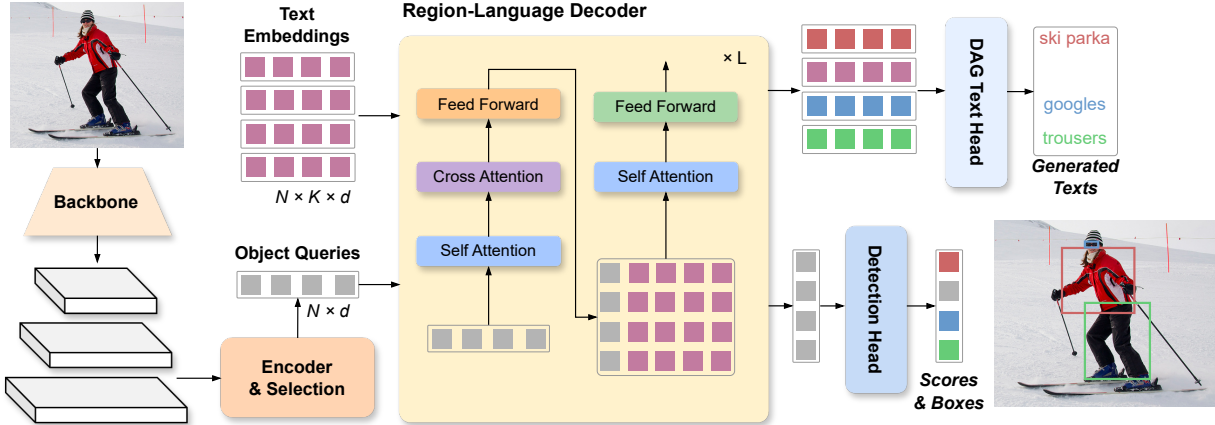 Text
Embeddings
N × K × d
Backbone
Object Queries
N × d
Encoder
& Selection
Region-Language Decoder
× L
Feed Forward
Cross Attention
Self Attention
Feed Forward
Self Attention
DAG Text Head
ski parka
googles
trousers
Generated
Texts
Detection Head
Scores
& Boxes